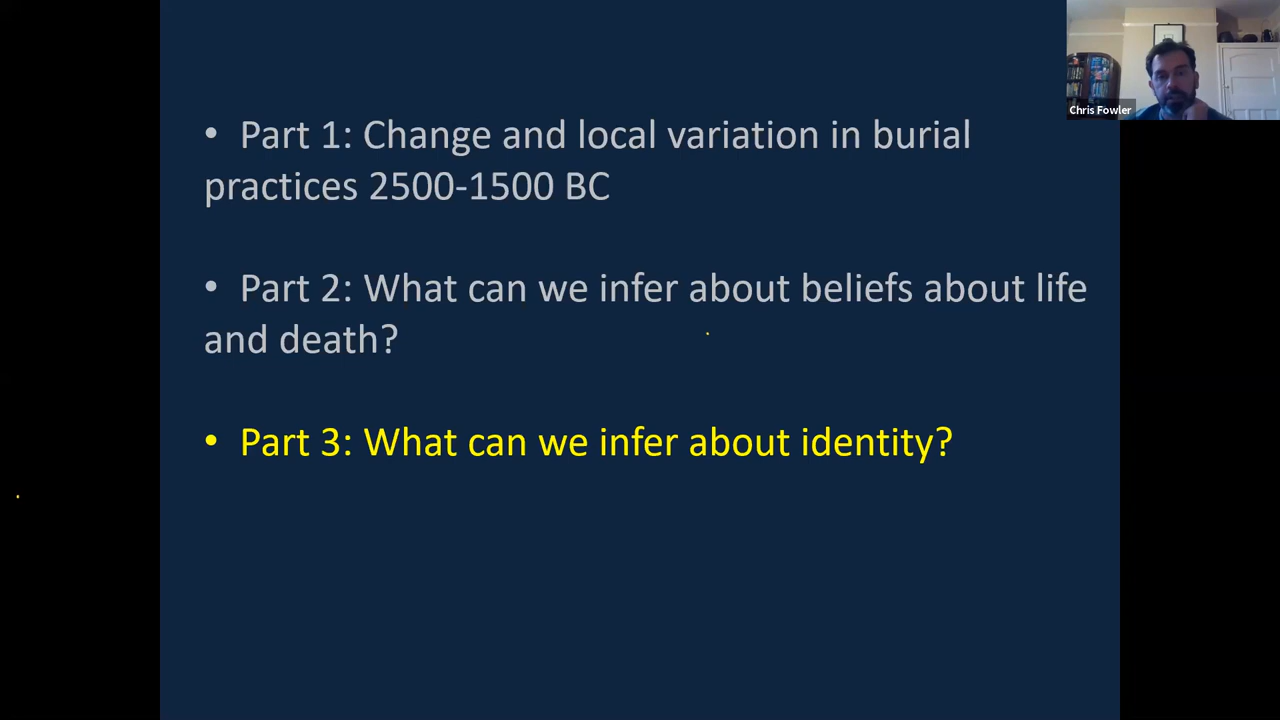 Chris Fowler
• Part 1: Change and local variation in burial
practices 2500-1500 BC
• Part 2: What can we infer about beliefs about life
and death?
• Part 3: What can we infer about identity?